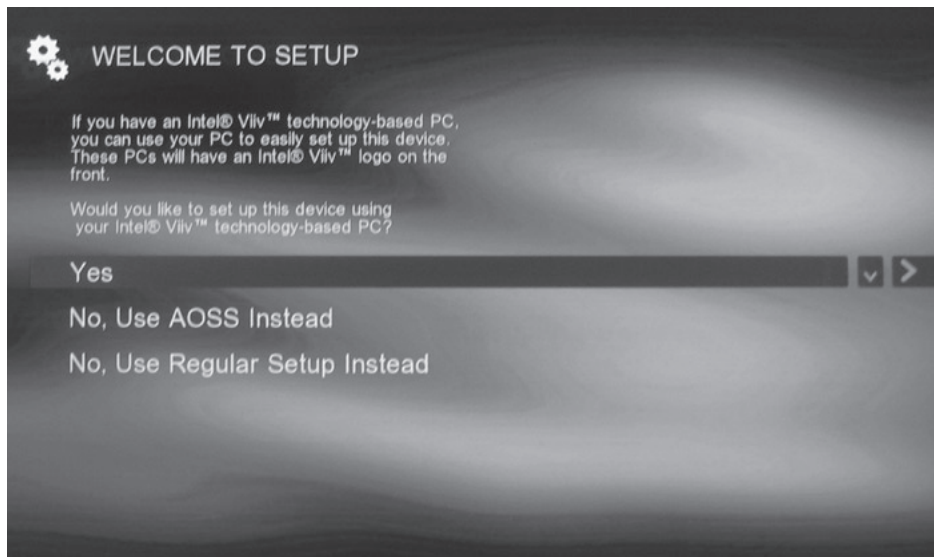 WELCOME TO SETUP
If you have an Intel® Viiv™ technology-based PC,
you can use your PC to easily set up this device.
These PCs will have an Intel® Viiv™ logo on the
front.
Would you like to set up this device using
your Intel® Viiv™ technology-based PC?
Yes
No, Use AOSS Instead
No, Use Regular Setup Instead